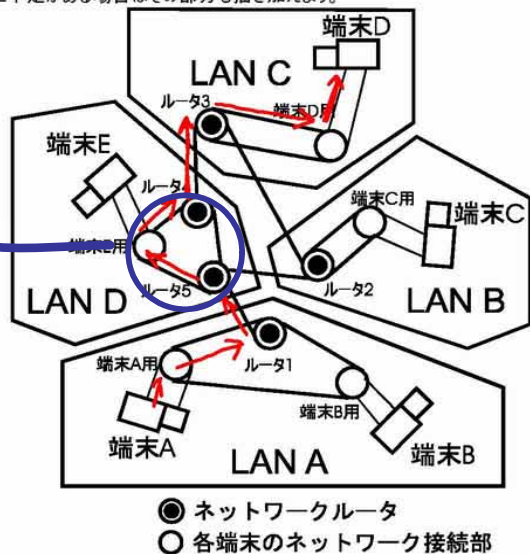 端末D
LAN C
ルータ3
端末D用
端末E
ルータ4
端末C用
端末C
端末E用
ルータ5
LAN D
ルータ2
LAN B
端末A用
ルータ1
端末B用
端末A
LAN A
端末B
ネットワークルータ
各端末のネットワーク接続部